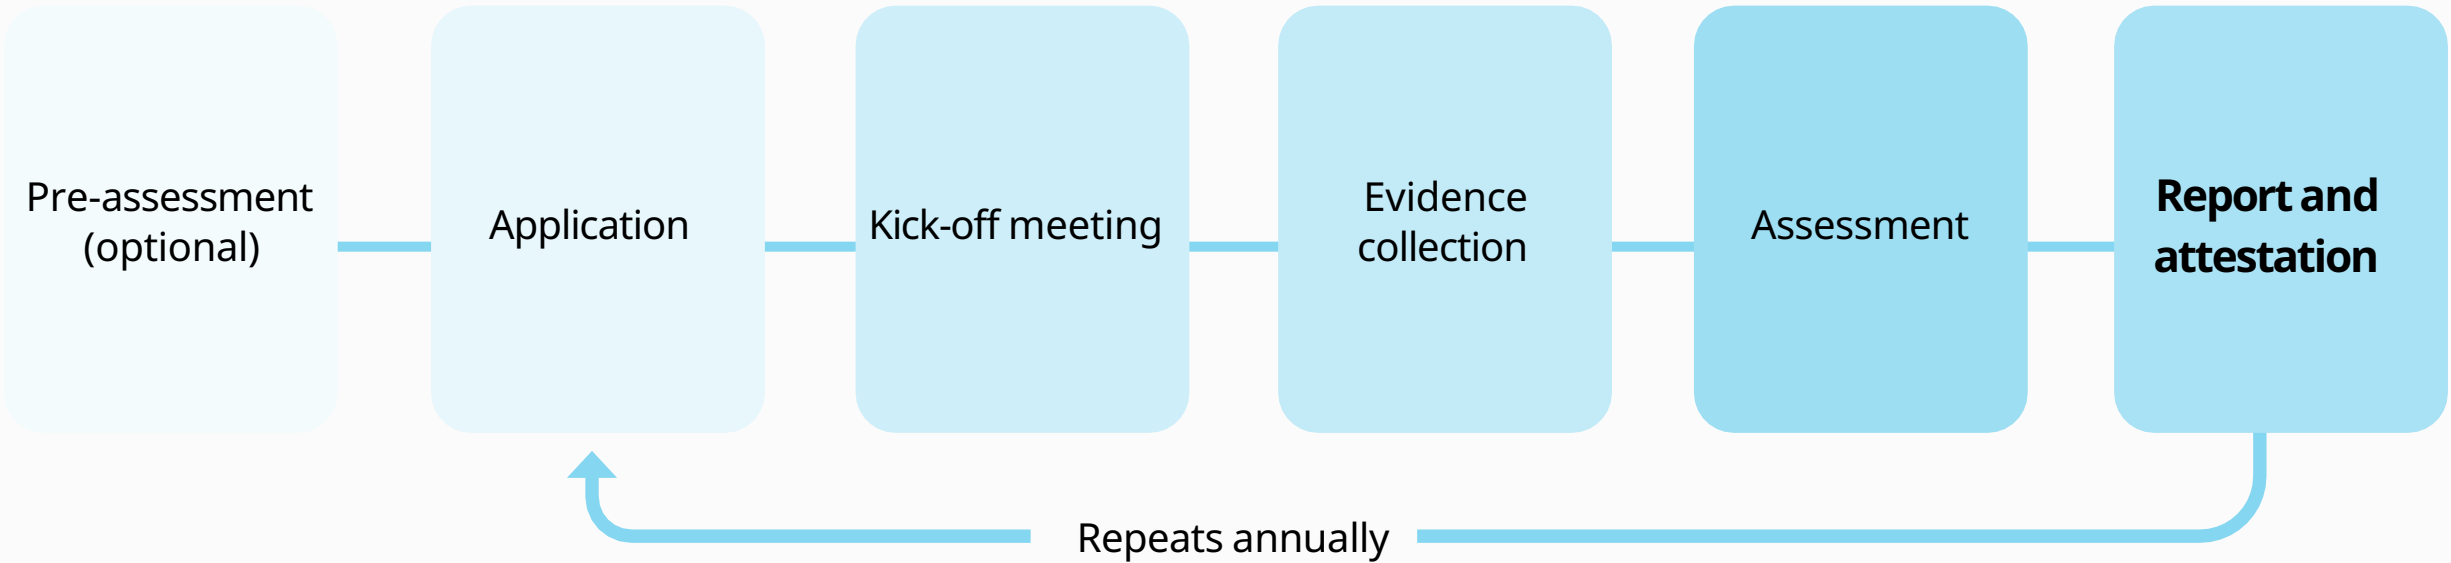 Pre-assessment
(optional)
Application
Kick-off meeting
Evidence
collection
Assessment
Report and
attestation
Repeats annually